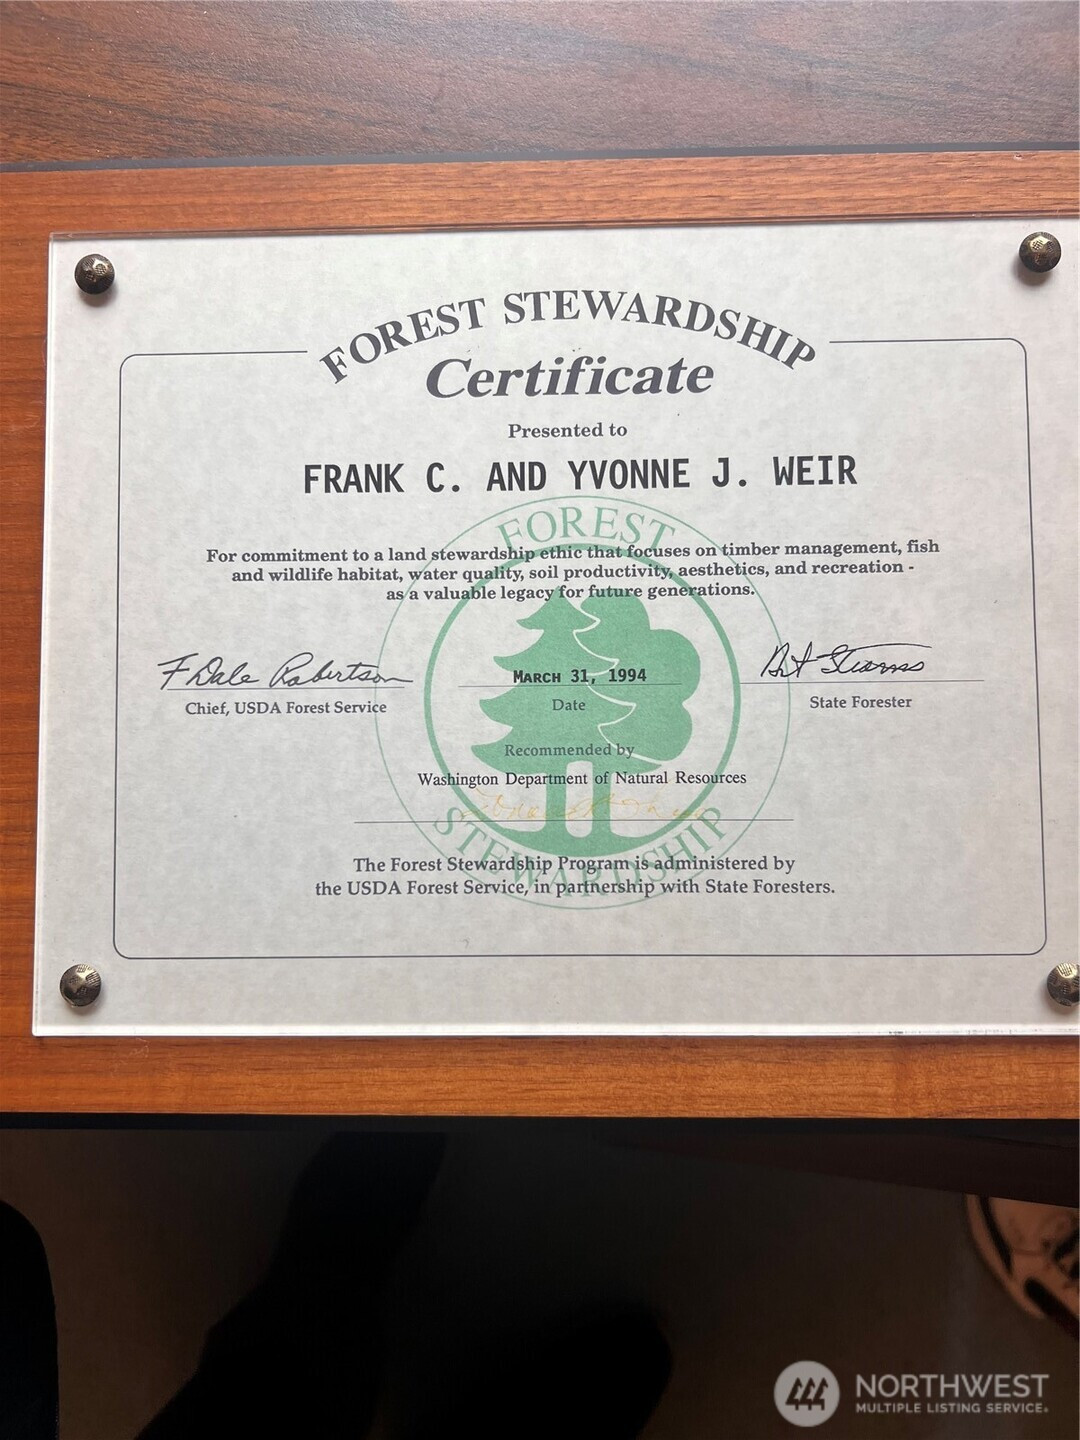 FOREST STEWARDSHIP
Certificate
Presented to
FRANK C. AND YVONNE J. WEIR
FOREST
For commitment to a land stewardship ethic that focuses on timber management, fish
and wildlife habitat, water quality, soil productivity, aesthetics, and recreation -
as a valuable legacy for future generations.
F Dale Robertson
MARCH 31, 1994
Art Stearns
Chief, USDA Forest Service
Date
State Forester
Recommended by
Washington Department of Natural Resources
STEWARDSHIP
The Forest Stewardship Program is administered by
the USDA Forest Service, in partnership with State Foresters.
NORTHWEST
MULTIPLE LISTING SERVICE